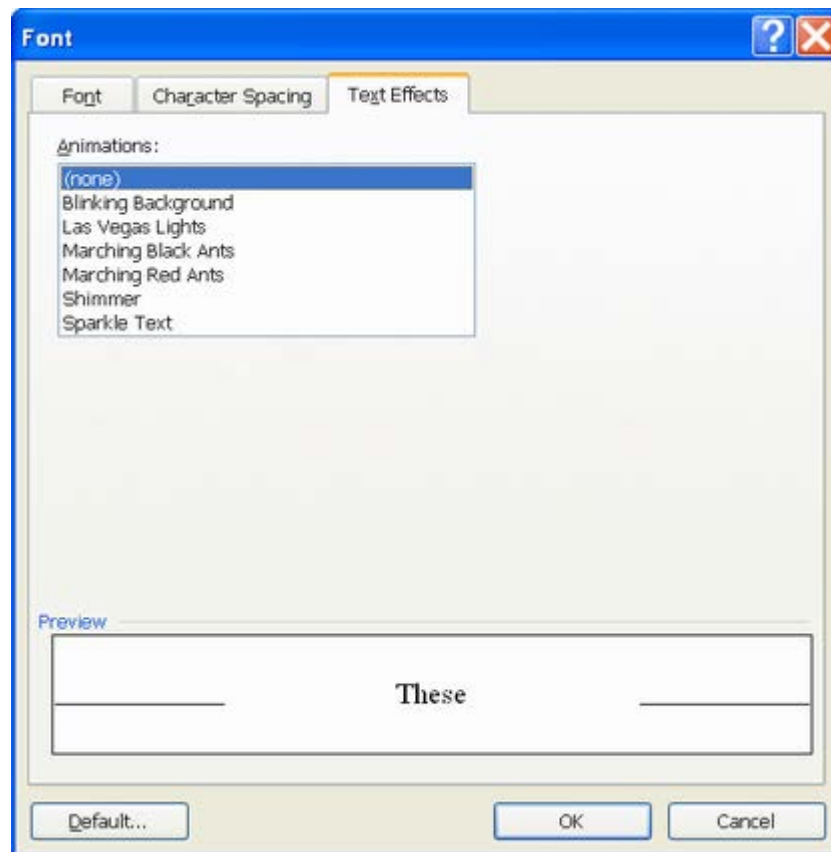 Font
Font Character Spacing Text Effects
Animations:
(none)
Blinking Background
Las Vegas Lights
Marching Black Ants
Marching Red Ants
Shimmer
Sparkle Text
Preview
These
Default... OK Cancel